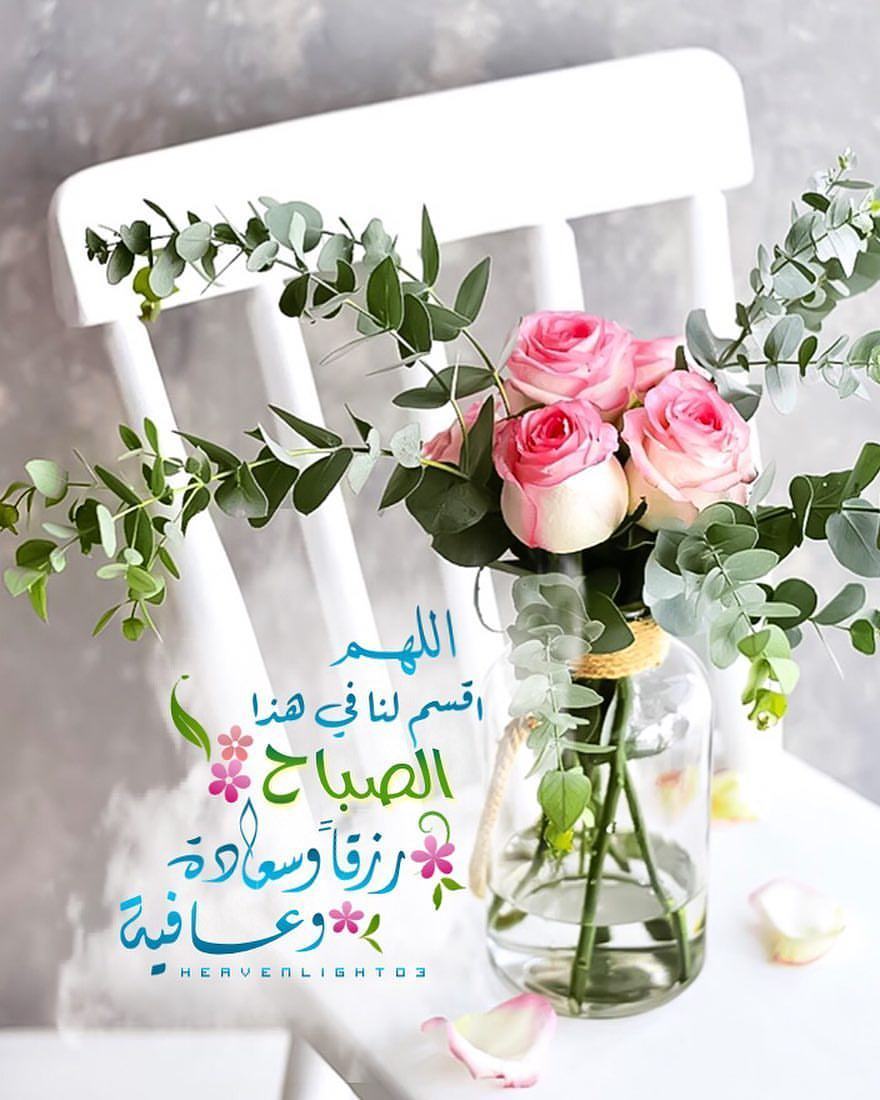 اللهم
اقسم لنا في هذا
الصباح
رزقاً وسعادة
وعافية
HEAVENLIGHT03